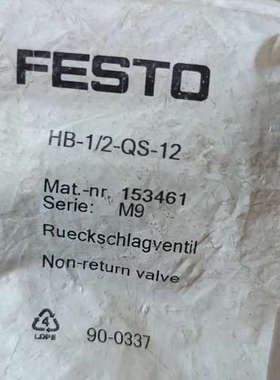 FESTO
HB-1/2-QS-12
Mat.-nr. 153461
Serie: M9
Rueckschlagventil
Non-return valve
4
LDPE
90-0337